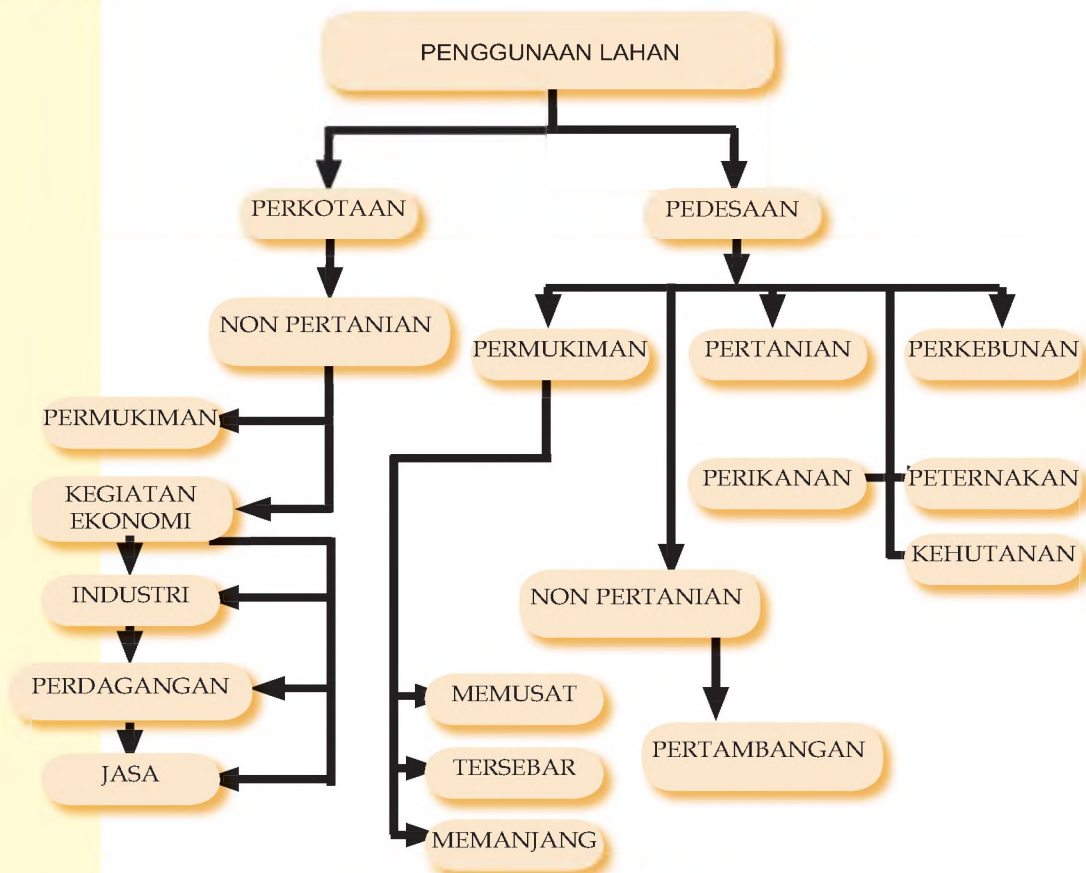 PENGGUNAAN LAHAN
PERKOTAAN
PEDESAAN
NON PERTANIAN
PERMUKIMAN
PERTANIAN
PERKEBUNAN
PERMUKIMAN
KEGIATAN
EKONOMI
PERIKANAN
PETERNAKAN
KEHUTANAN
INDUSTRI
NON PERTANIAN
PERDAGANGAN
MEMUSAT
PERTAMBANGAN
JASA
TERSEBAR
MEMANJANG